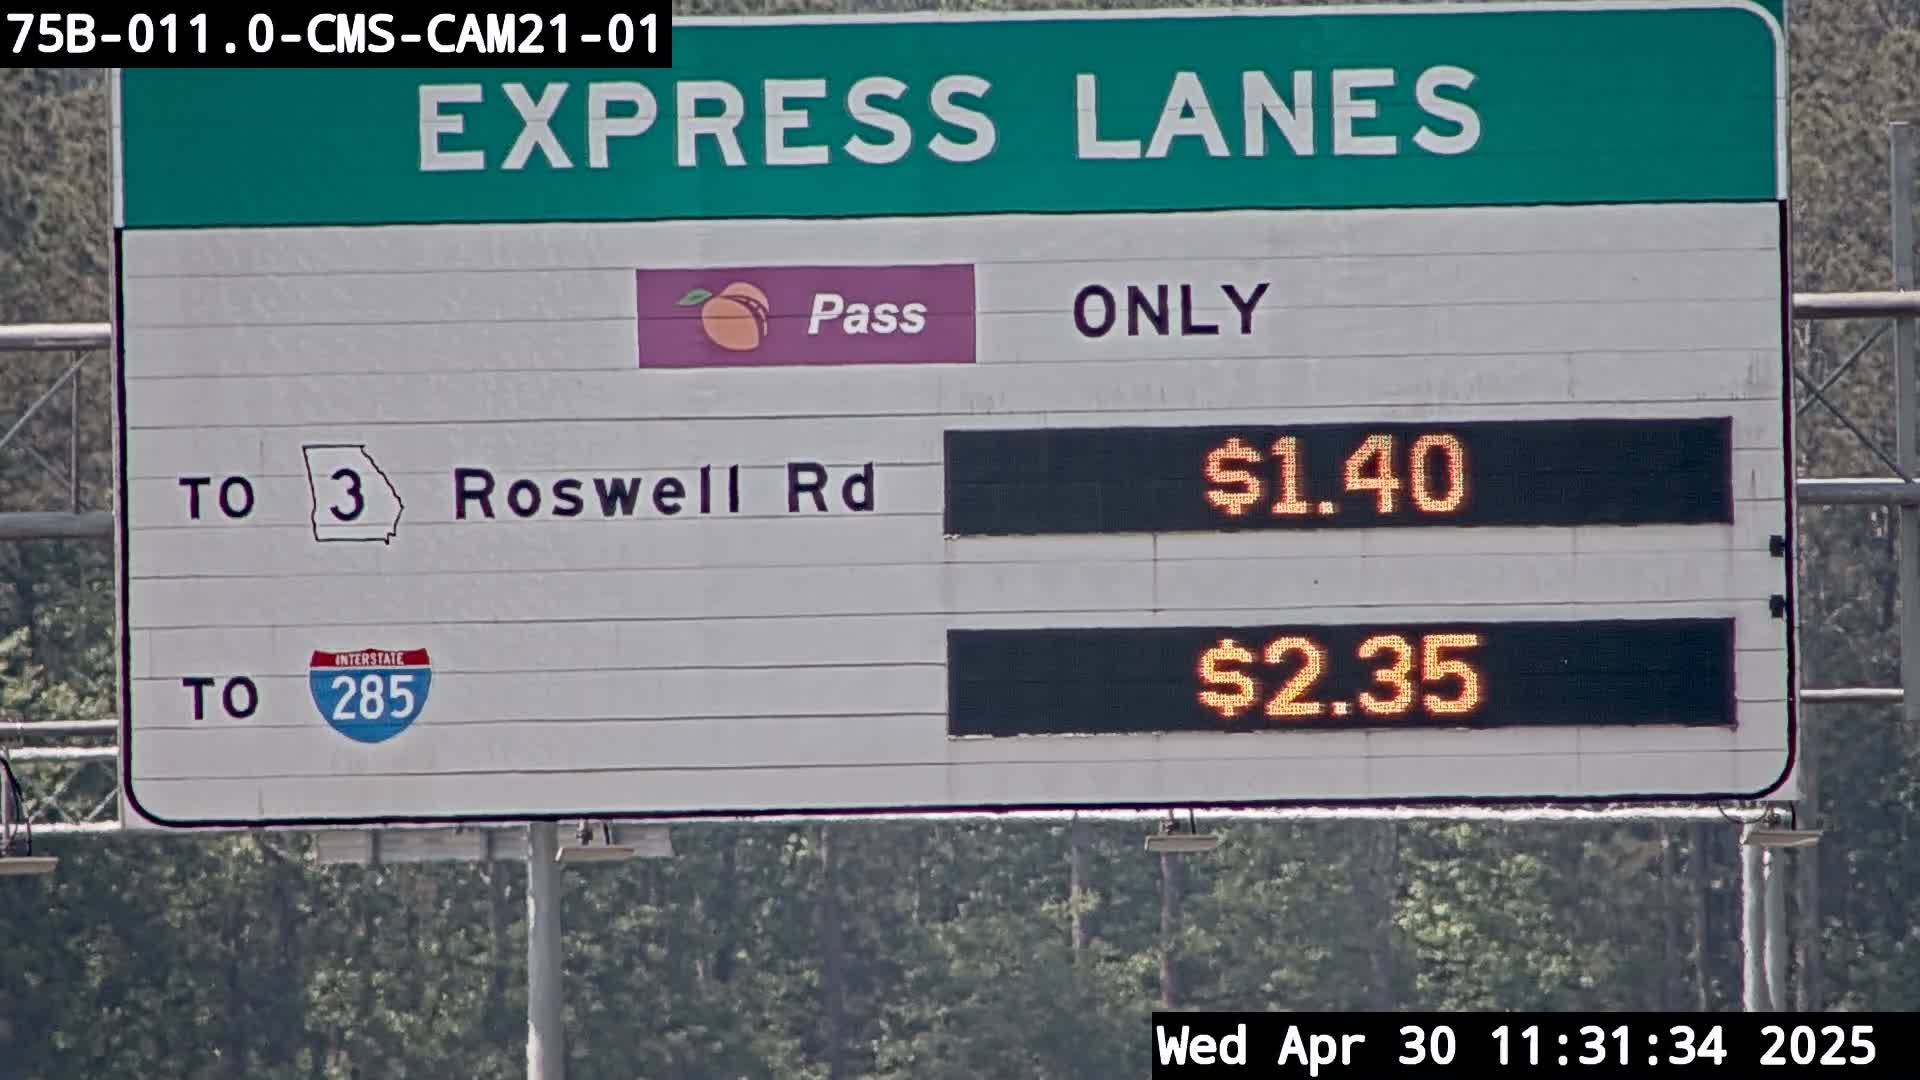 75B-011.0-CMS-CAM21-01
EXPRESS LANES
Pass ONLY
TO 3 Roswell Rd $1.40
INTERSTATE
TO 285 $2.35
Wed Apr 30 11:31:34 2025